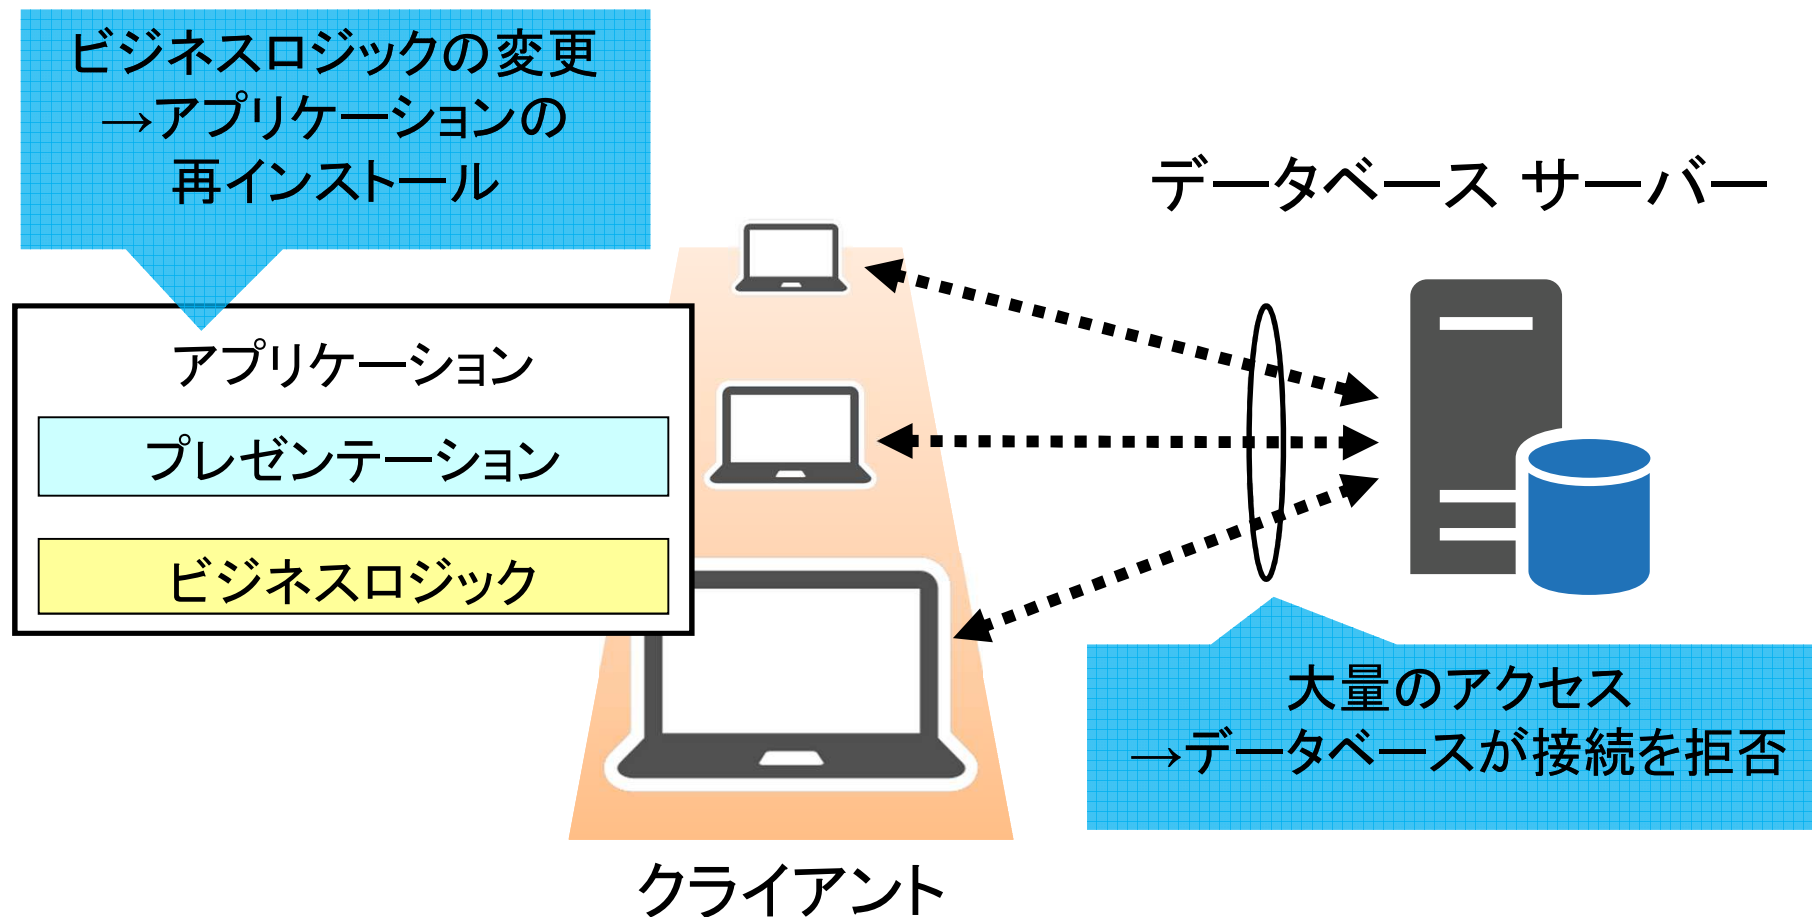 ビジネスロジックの変更
→アプリケーションの
再インストール
データベース サーバー
アプリケーション
プレゼンテーション
ビジネスロジック
大量のアクセス
→データベースが接続を拒否
クライアント